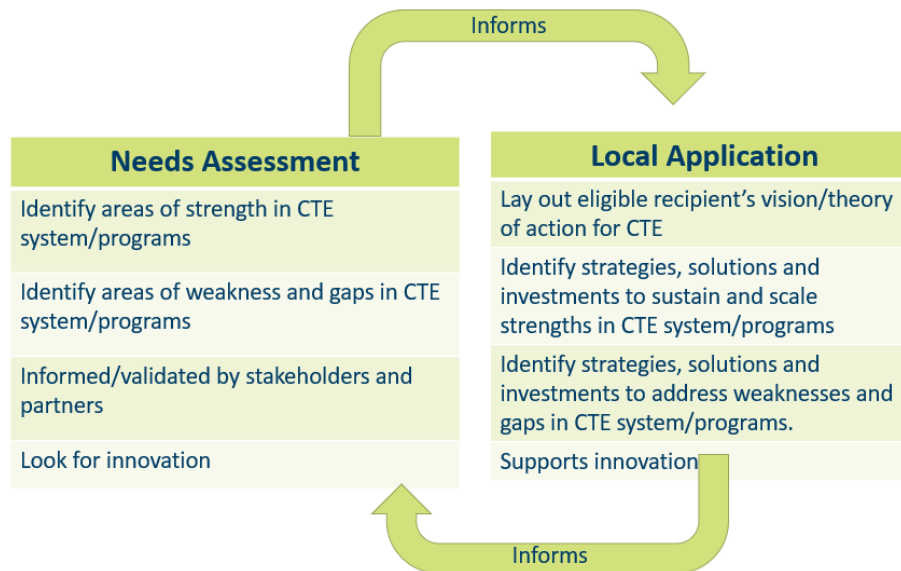 Informs
Needs Assessment
Identify areas of strength in CTE
system/programs
Identify areas of weakness and gaps in CTE
system/programs
Informed/validated by stakeholders and
partners
Look for innovation
Local Application
Lay out eligible recipient’s vision/theory
of action for CTE
Identify strategies, solutions and
investments to sustain and scale
strengths in CTE system/programs
Identify strategies, solutions and
investments to address weaknesses and
gaps in CTE system/programs.
Supports innovation
Informs